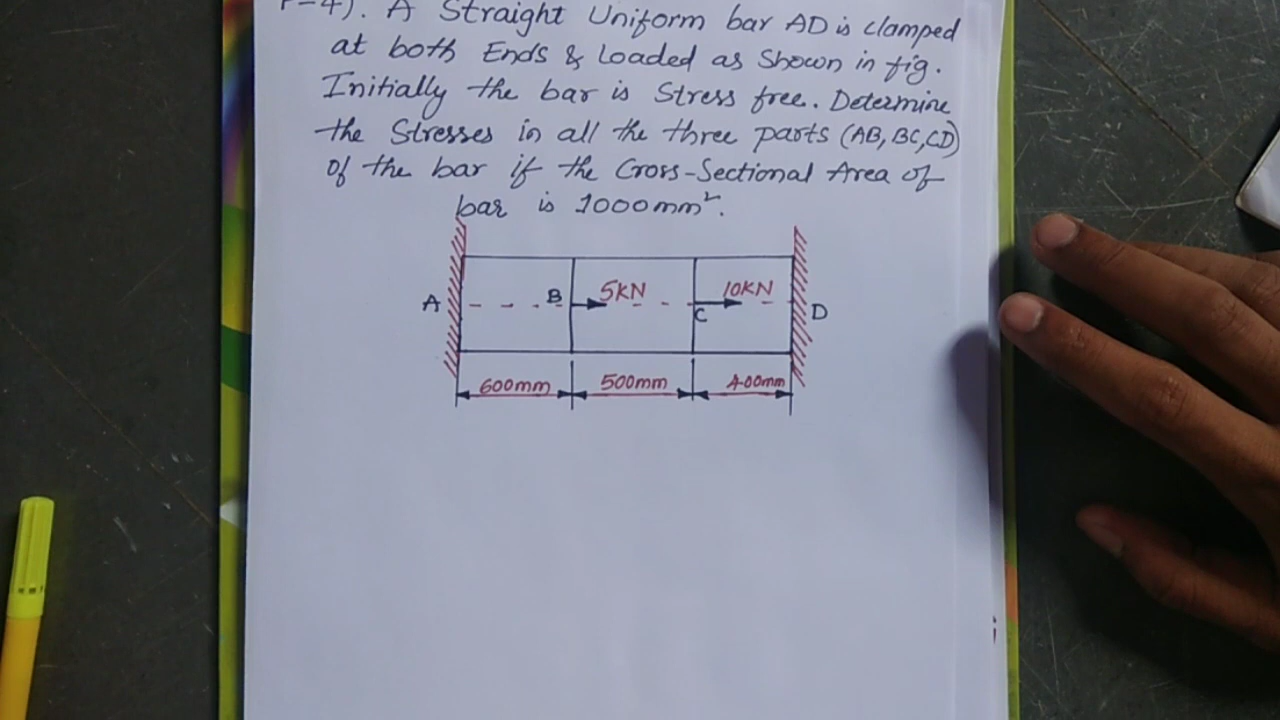 P-4). A Straight Uniform bar AD is clamped
at both Ends & Loaded as Shown in fig.
Initially the bar is Stress free. Determine
the Stresses in all the three parts (AB, BC, CD)
of the bar if the Cross-Sectional Area of
bar is 1000mm².
A B 5KN C 10KN D
600mm 500mm 400mm